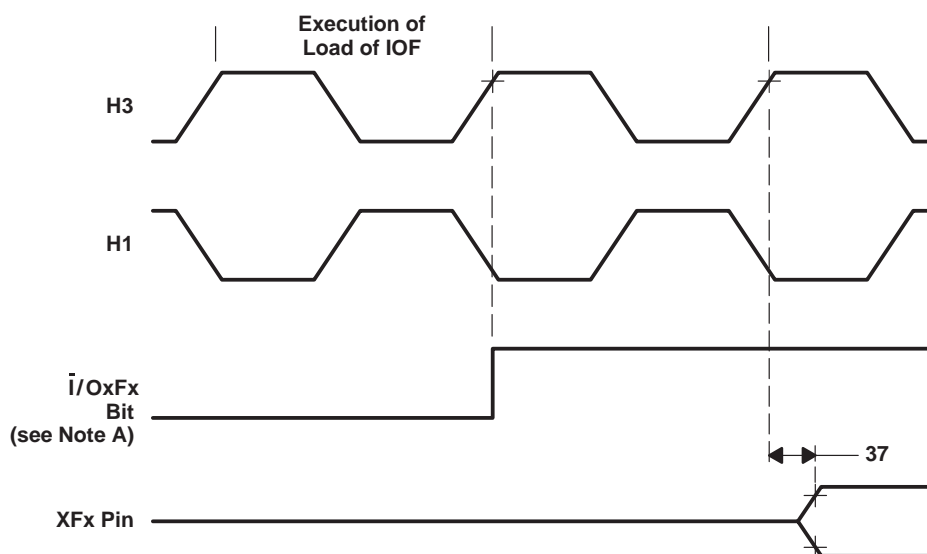 Execution of
Load of IOF
H3
H1
Ī/OxFx
Bit
(see Note A)
37
XFx Pin